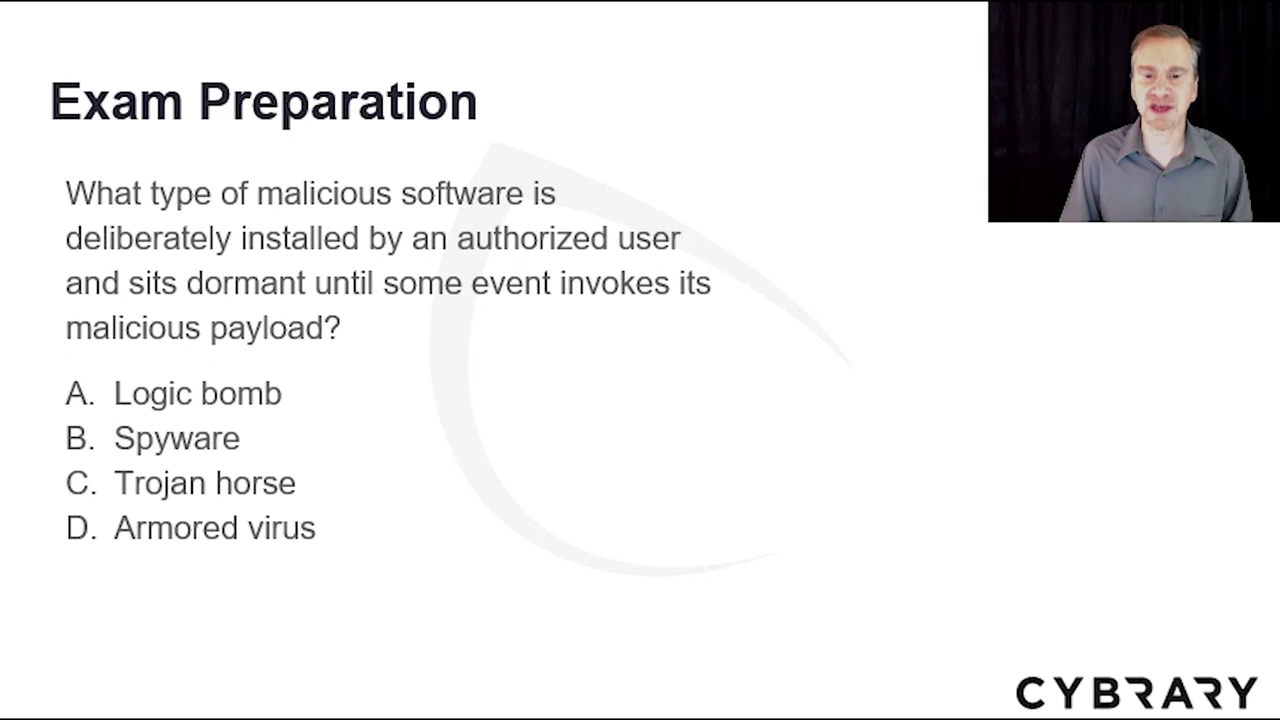 Exam Preparation
What type of malicious software is
deliberately installed by an authorized user
and sits dormant until some event invokes its
malicious payload?
A. Logic bomb
B. Spyware
C. Trojan horse
D. Armored virus
CYBRARY